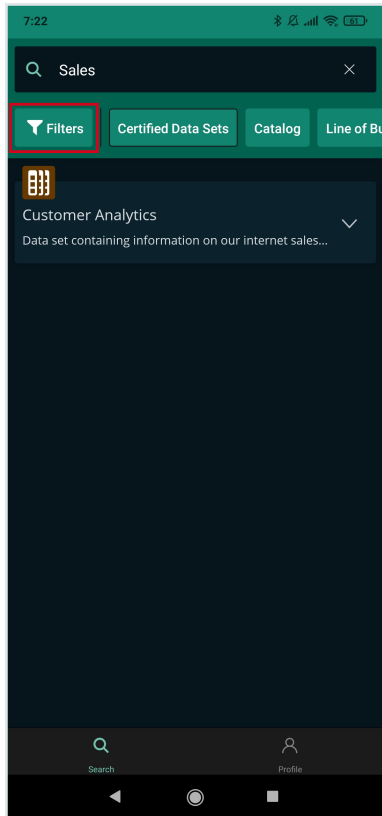 7:22
61
Sales
Filters
Certified Data Sets
Catalog
Line of Bu
Customer Analytics
Data set containing information on our internet sales...
Search
Profile